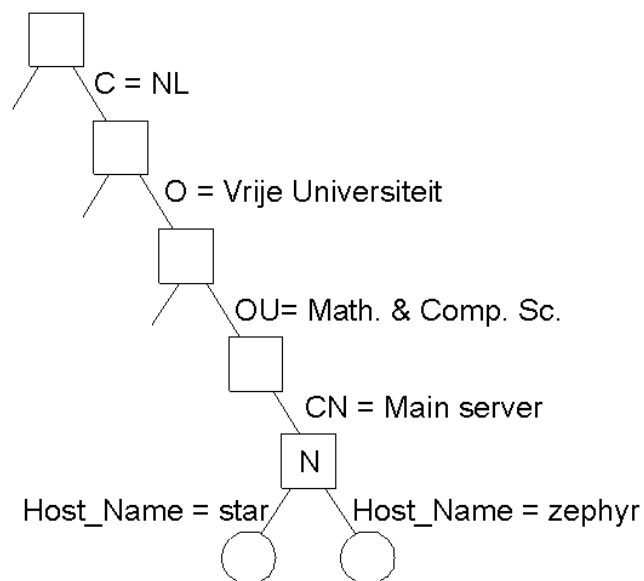 C = NL
O = Vrije Universiteit
OU= Math. & Comp. Sc.
CN = Main server
N
Host_Name = star
Host_Name = zephyr